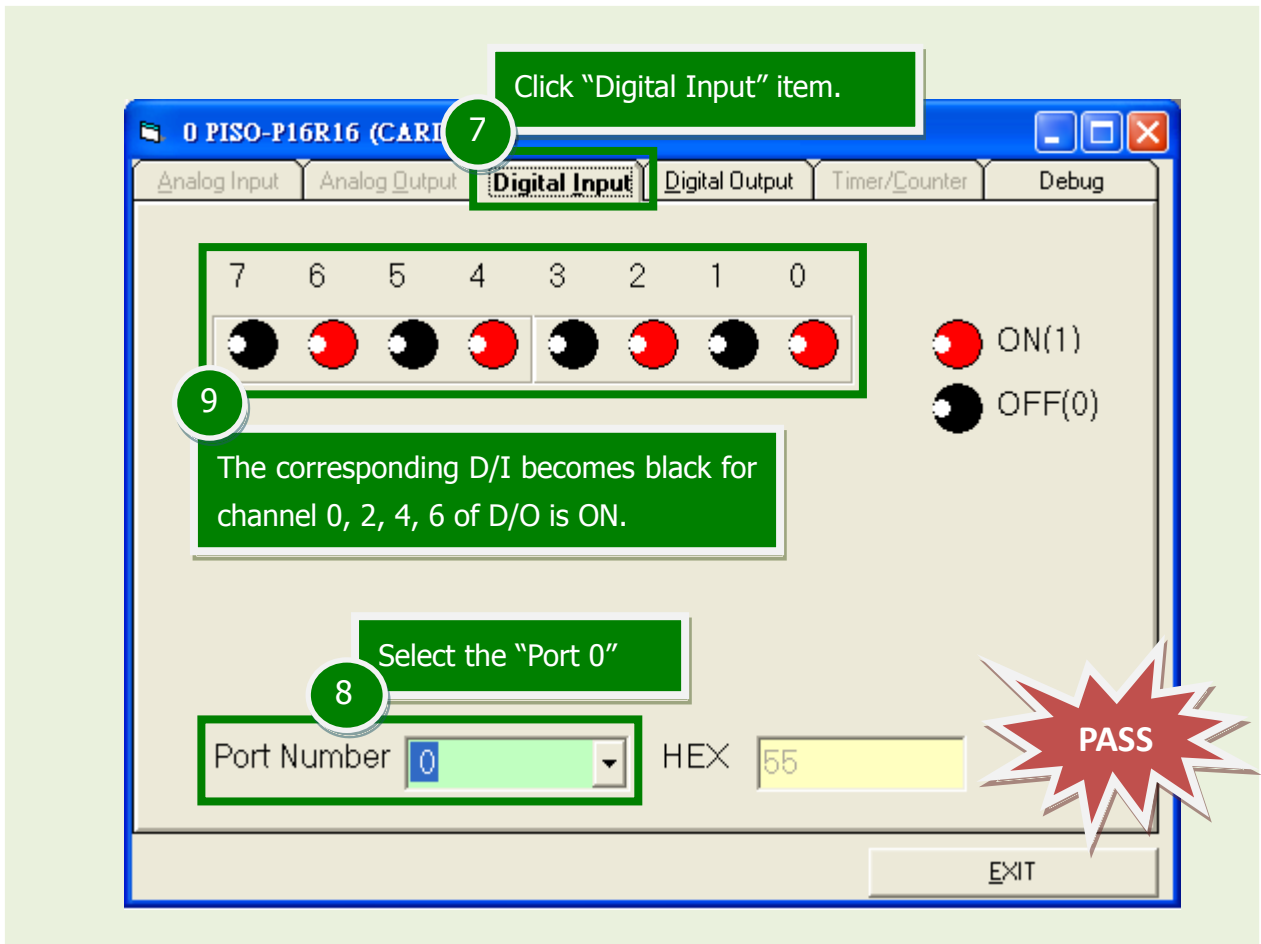 Click “Digital Input” item.
7
0 PISO-P16R16 (CARD
Analog Input Analog Output Digital Input Digital Output Timer/Counter Debug
7 6 5 4 3 2 1 0
ON(1)
OFF(0)
9
The corresponding D/I becomes black for
channel 0, 2, 4, 6 of D/O is ON.
Select the “Port 0”
8
Port Number 0 HEX 55
PASS
EXIT